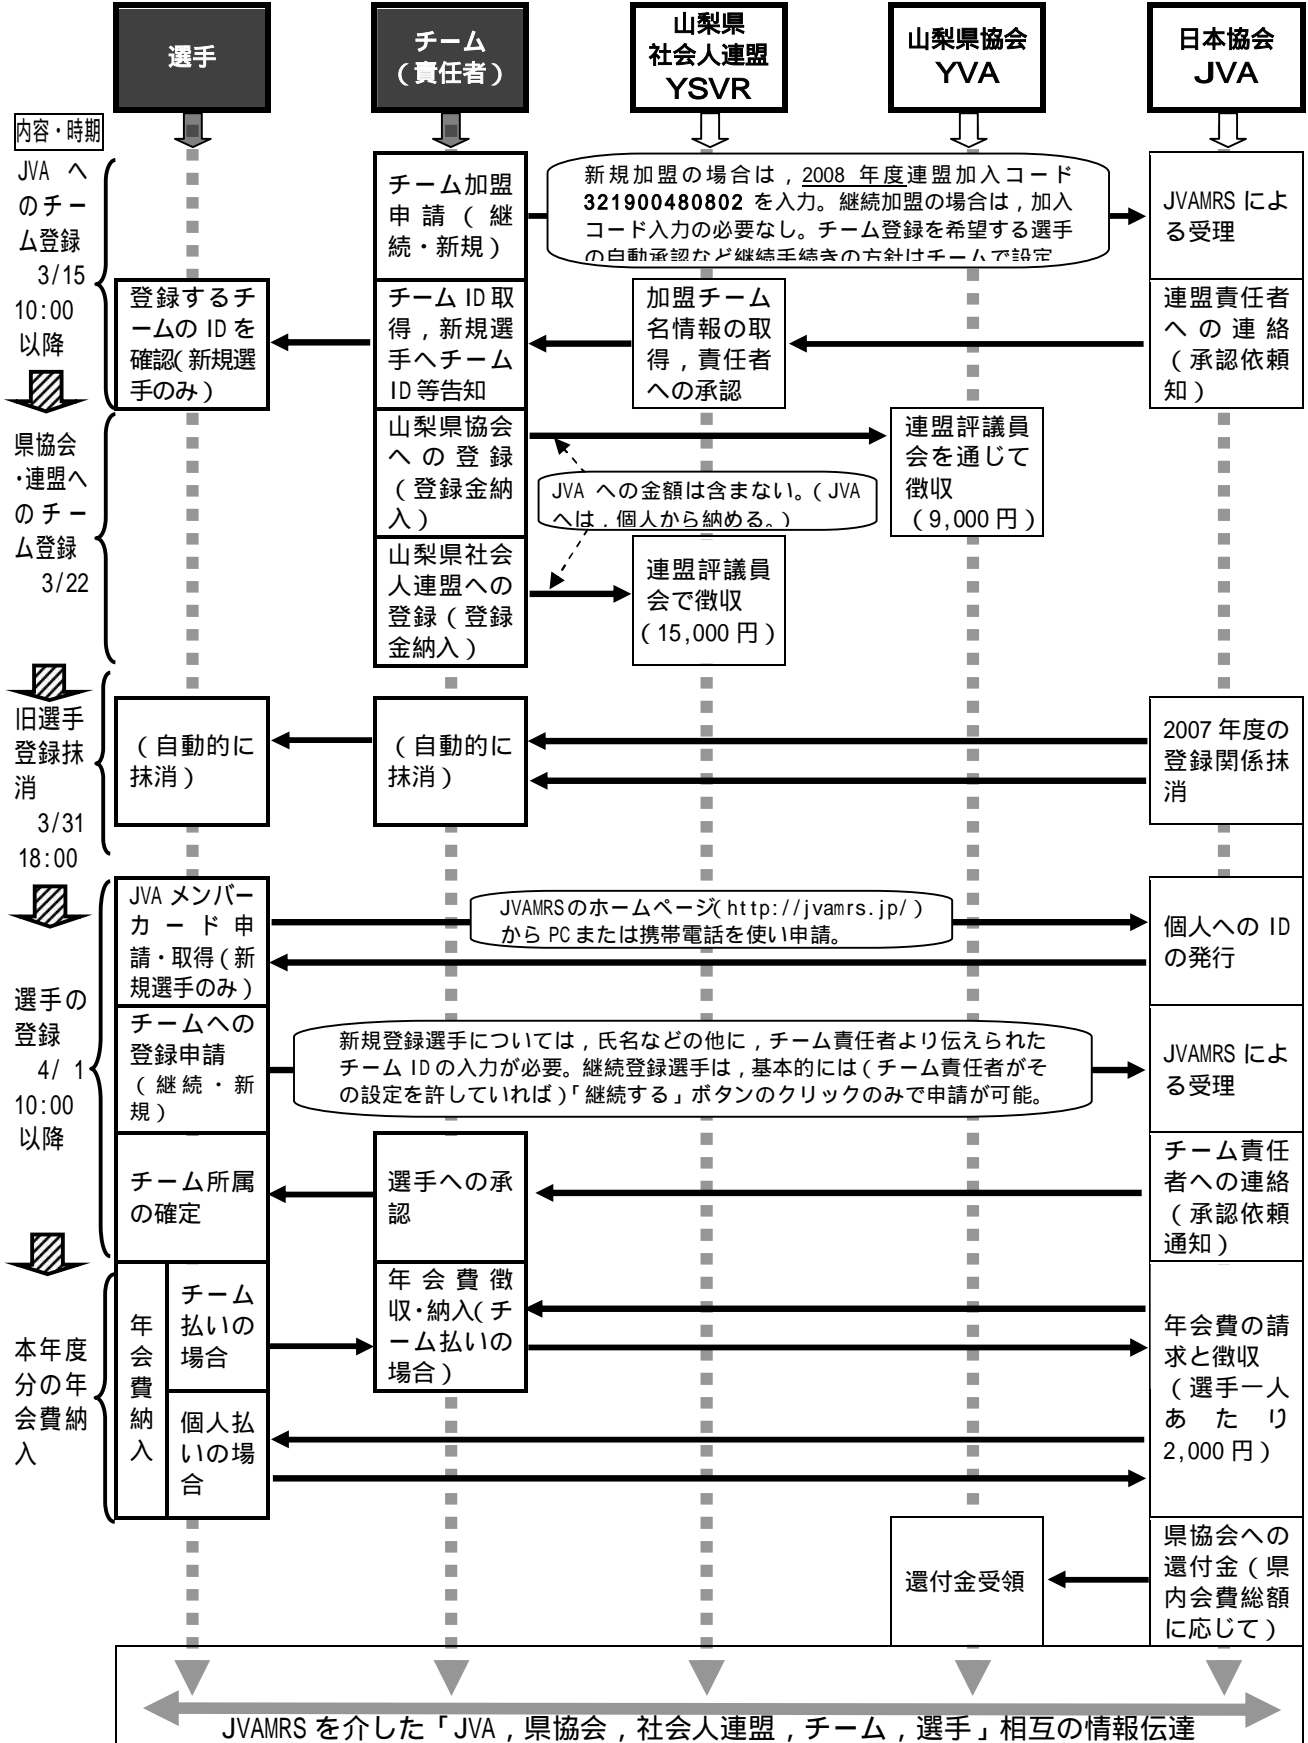 選手
チーム
（責任者）
山梨県
社会人連盟
YSVR
山梨県協会
YVA
日本協会
JVA
内容・時期
JVA へ
のチー
ム登録
3/15
10:00
以降
チーム加盟
申請（継
続・新規）
新規加盟の場合は，2008 年度連盟加入コード
321900480802 を入力。継続加盟の場合は，加入
コード入力の必要なし。チーム登録を希望する選手
の自動承認など継続手続きの方針はチームで設定
JVAMRS によ
る受理
登録するチ
ームの ID を
確認（新規選
手のみ）
チーム ID 取
得，新規選
手へチーム
ID 等告知
加盟チーム
名情報の取
得，責任者
への承認
連盟責任者
への連絡
（承認依頼
知）
県協会
・連盟へ
のチー
ム登録
3/22
山梨県協会
への登録
（登録金納
入）
連盟評議員
会を通じて
徴収
（9,000 円）
JVA への金額は含まない。（JVA
へは，個人から納める。）
山梨県社会
人連盟への
登録（登録
金納入）
連盟評議員
会で徴収
（15,000 円）
旧選手
登録抹
消
3/31
18:00
（自動的に
抹消）
（自動的に
抹消）
2007 年度の
登録関係抹
消
選手の
登録
4/ 1
10:00
以降
JVA メンバー
カード申
請・取得（新
規選手のみ）
JVAMRSのホームページ（http://jvamrs.jp/）
から PC または携帯電話を使い申請。
個人への ID
の発行
チームへの
登録申請
（継続・新
規）
新規登録選手については，氏名などの他に，チーム責任者より伝えられた
チーム ID の入力が必要。継続登録選手は，基本的には（チーム責任者がそ
の設定を許していれば）「継続する」ボタンのクリックのみで申請が可能。
JVAMRS によ
る受理
チーム所属
の確定
選手への承
認
チーム責任
者への連絡
（承認依頼
通知）
本年度
分の年
会費納
入
年会費納入
チーム
払いの
場合
年会費徴
収・納入（チ
ーム払いの
場合）
年会費の請
求と徴収
（選手一人
あたり
2,000 円）
個人払
いの場
合
還付金受領
県協会への
還付金（県
内会費総額
に応じて）
JVAMRS を介した「JVA，県協会，社会人連盟，チーム，選手」相互の情報伝達